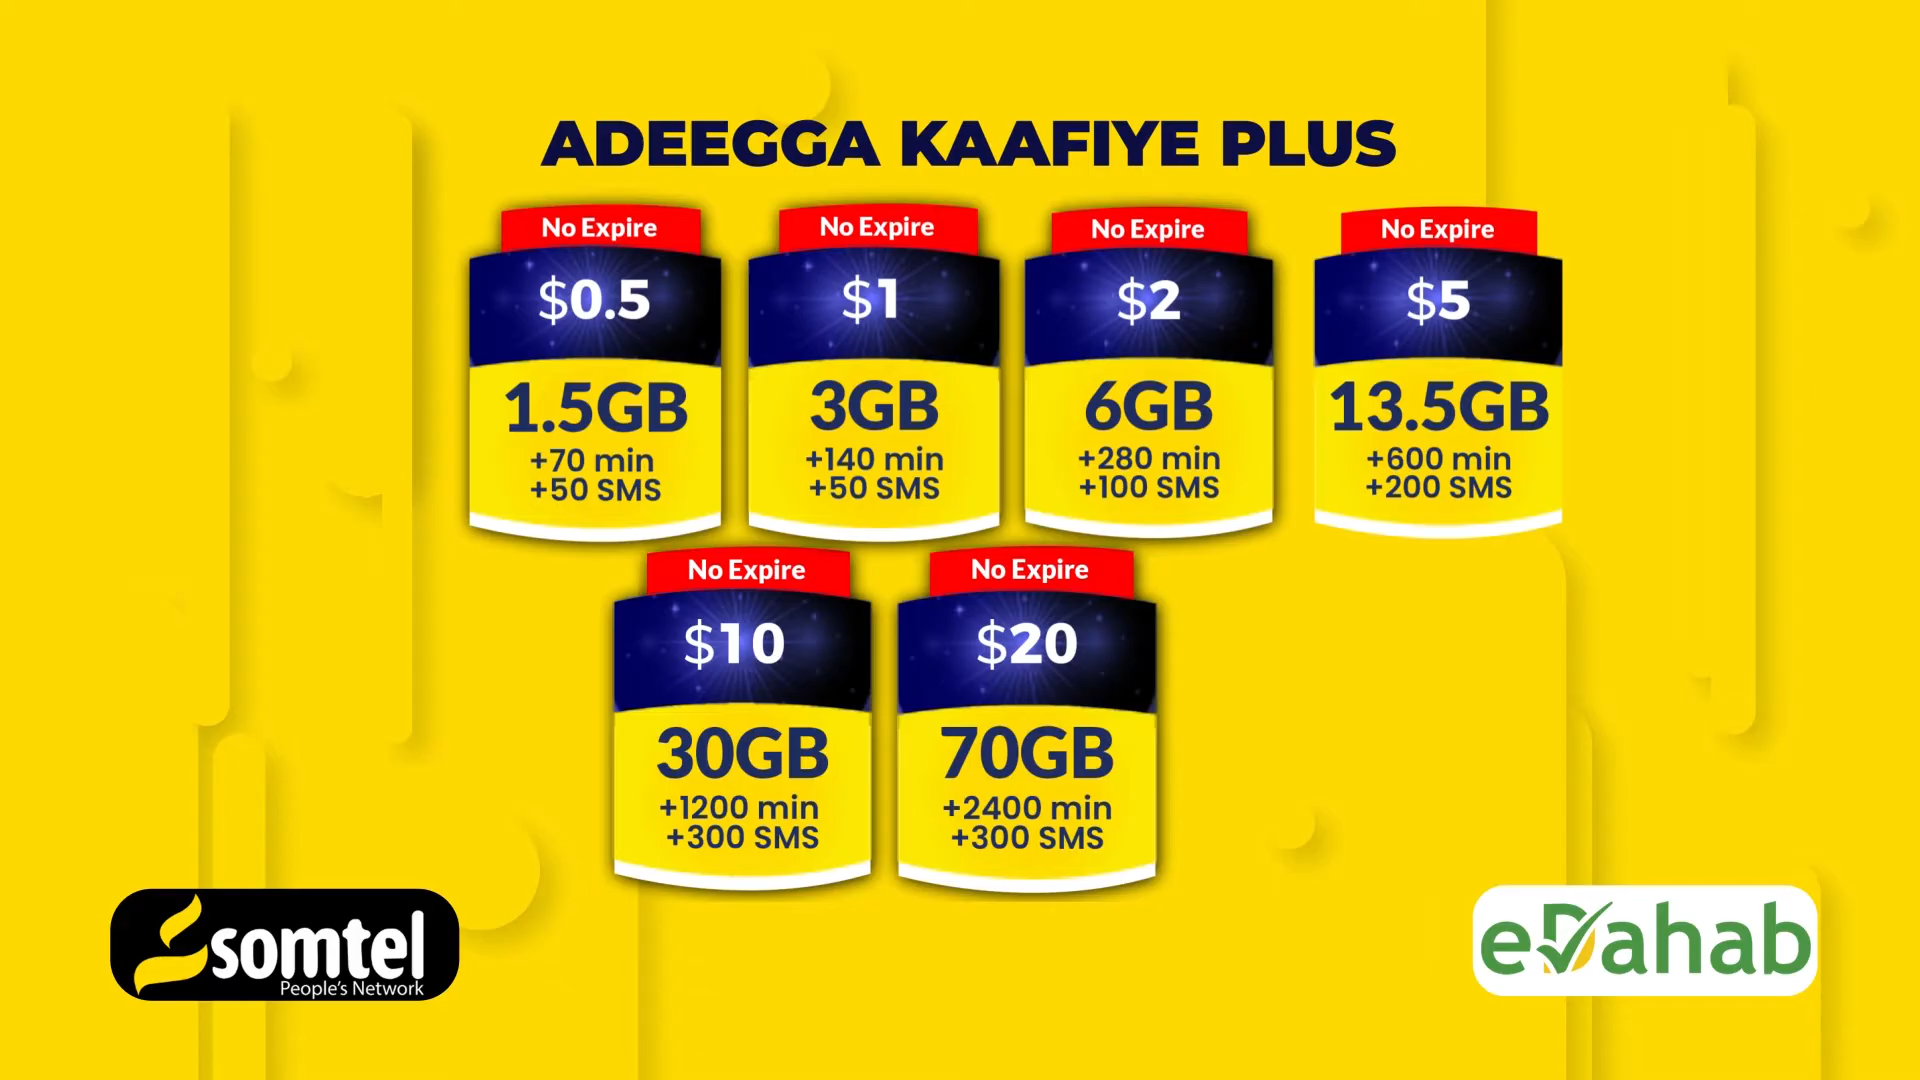 ADEEGGA KAAFIYE PLUS
No Expire
$0.5
1.5GB
+70 min
+50 SMS
No Expire
$1
3GB
+140 min
+50 SMS
No Expire
$2
6GB
+280 min
+100 SMS
No Expire
$5
13.5GB
+600 min
+200 SMS
No Expire
$10
30GB
+1200 min
+300 SMS
No Expire
$20
70GB
+2400 min
+300 SMS
somtel
People's Network
eDahab